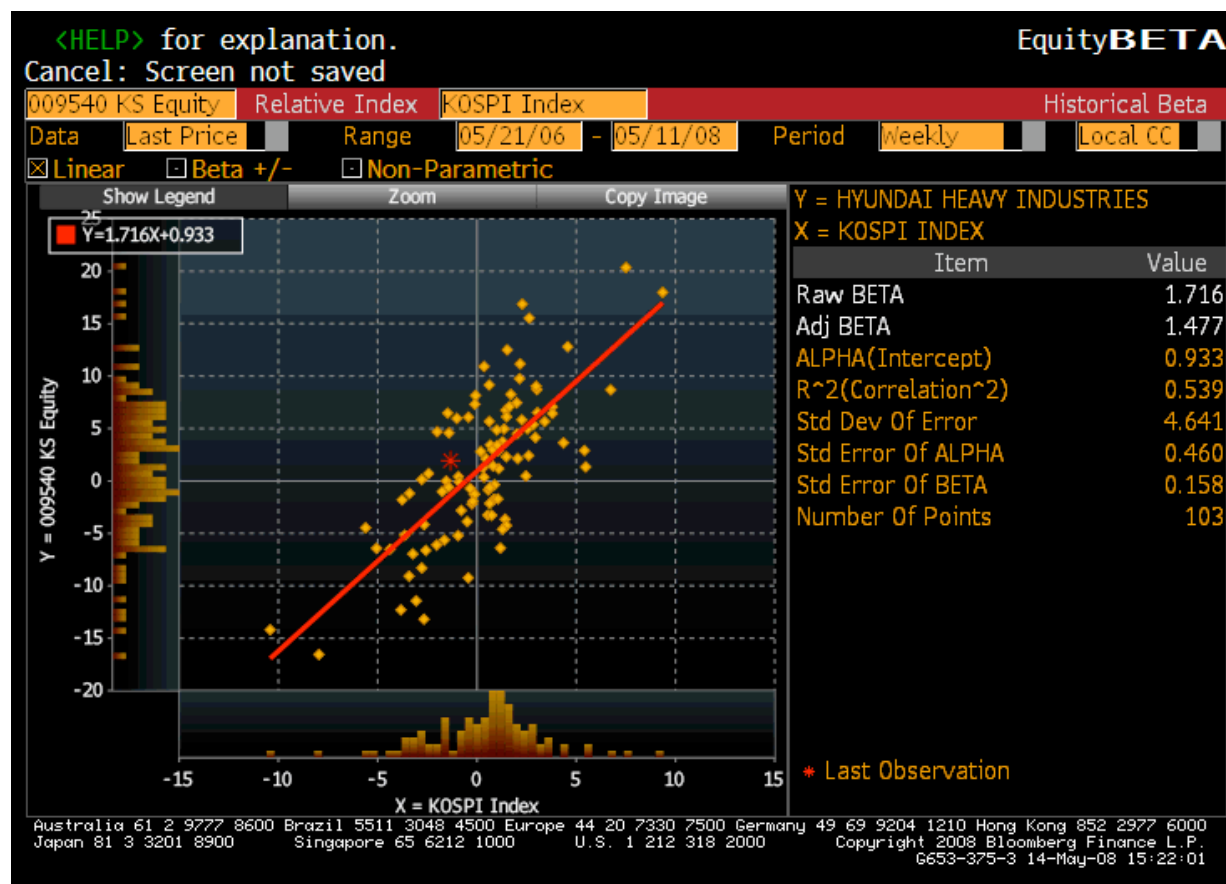 <HELP> for explanation. EquityBETA
Cancel: Screen not saved
009540 KS Equity Relative Index KOSPI Index Historical Beta
Data Last Price Range 05/21/06 - 05/11/08 Period Weekly Local CC
Linear Beta +/- Non-Parametric
Show Legend Zoom Copy Image
Y = HYUNDAI HEAVY INDUSTRIES
X = KOSPI INDEX
Item Value
Raw BETA 1.716
Adj BETA 1.477
ALPHA(Intercept) 0.933
R^2(Correlation^2) 0.539
Std Dev Of Error 4.641
Std Error Of ALPHA 0.460
Std Error Of BETA 0.158
Number Of Points 103
* Last Observation
25
Y=1.716X+0.933
20
15
10
5
0
-5
-10
-15
-20
Y = 009540 KS Equity
-15 -10 -5 0 5 10 15
X = KOSPI Index
Australia 61 2 9777 8600 Brazil 5511 3048 4500 Europe 44 20 7330 7500 Germany 49 69 9204 1210 Hong Kong 852 2977 6000
Japan 81 3 3201 8900 Singapore 65 6212 1000 U.S. 1 212 318 2000 Copyright 2008 Bloomberg Finance L.P.
G653-375-3 14-May-08 15:22:01